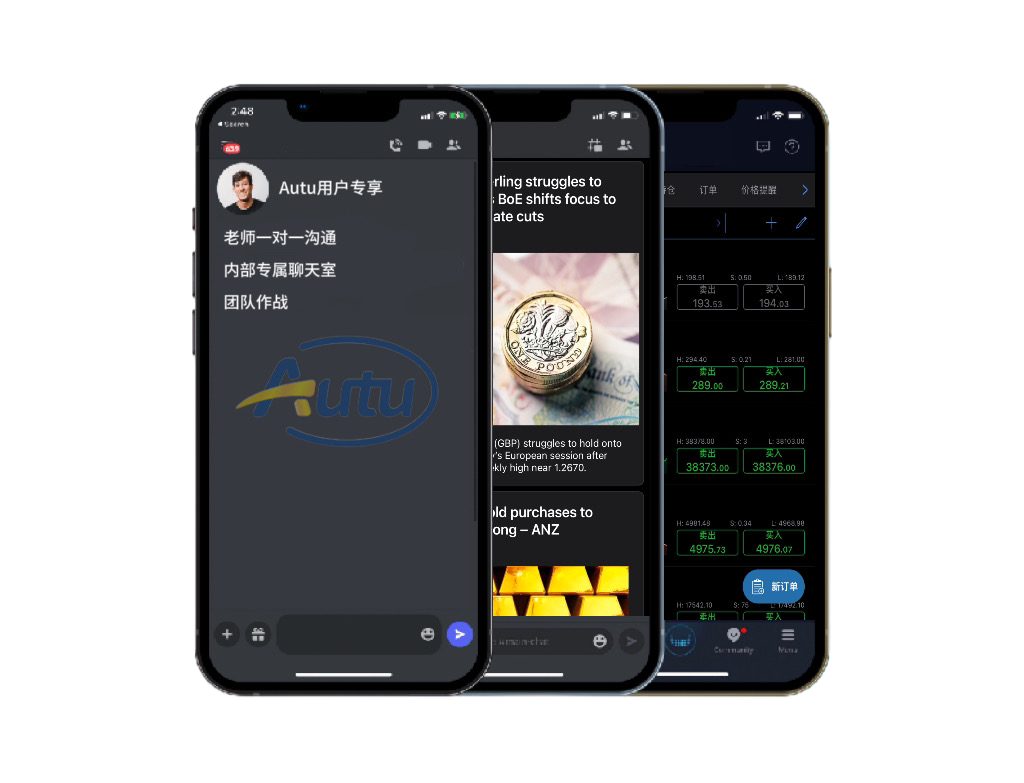 2:48
639
Autu用户专享
老师一对一沟通
内部专属聊天室
团队作战
Autu
erling struggles to
BoE shifts focus to
ate cuts
ONE POUND
(GBP) struggles to hold onto
y's European session after
ekly high near 1.2670.
old purchases to
ong – ANZ
仓 订单 价格提醒
H: 198.51 S: 0.50 L: 189.12
卖出 买入
193.53 194.03
H: 294.40 S: 0.21 L: 281.00
卖出 买入
289.00 289.21
H: 38378.00 S: 3 L: 38103.00
卖出 买入
38373.00 38376.00
H: 4981.48 S: 0.34 L: 4968.98
卖出 买入
4975.73 4976.07
新订单
H: 17542.10 S: 75 L: 17492.10
卖出 买入
Community Menu